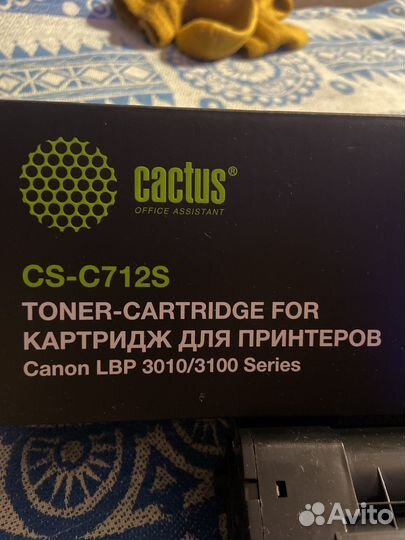 cactus®
OFFICE ASSISTANT
CS-C712S
TONER-CARTRIDGE FOR
КАРТРИДЖ ДЛЯ ПРИНТЕРОВ
Canon LBP 3010/3100 Series
Avito